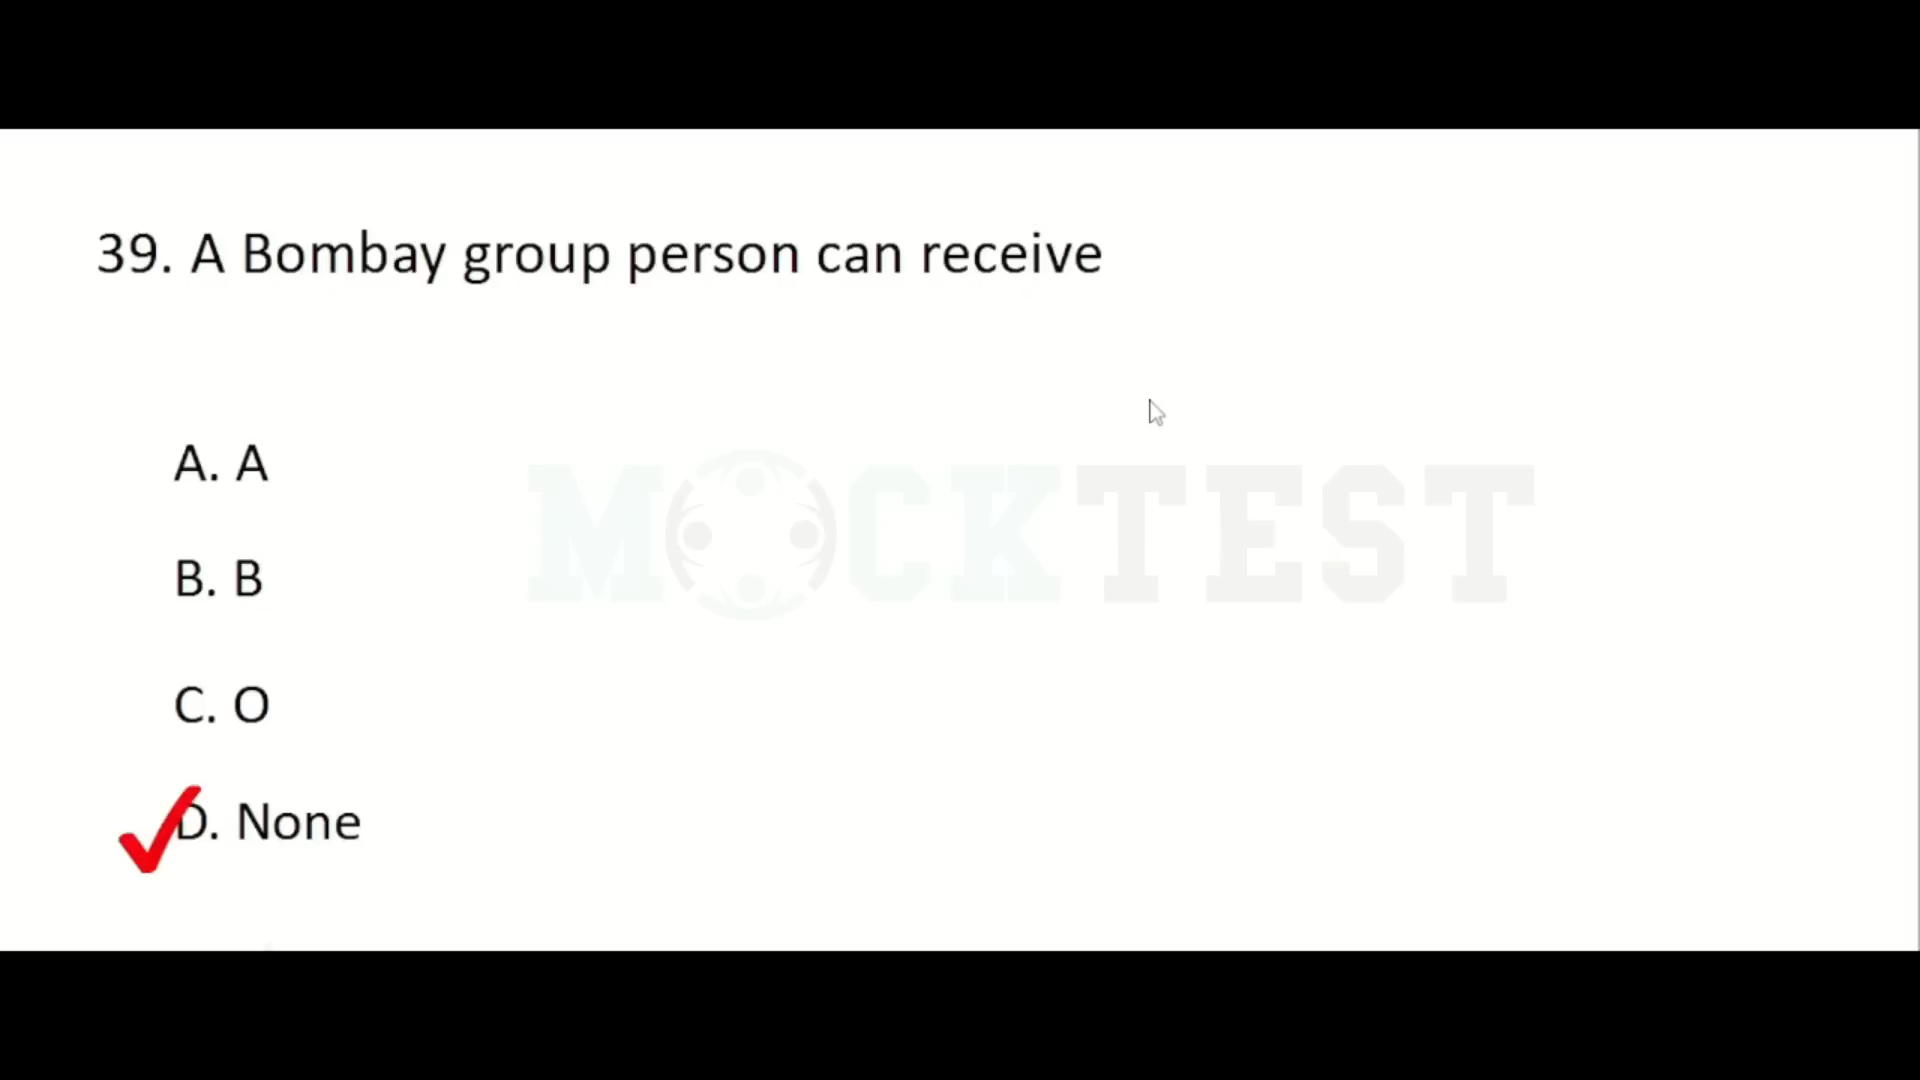 39. A Bombay group person can receive
A. A
MOCKTEST
B. B
C. O
D. None